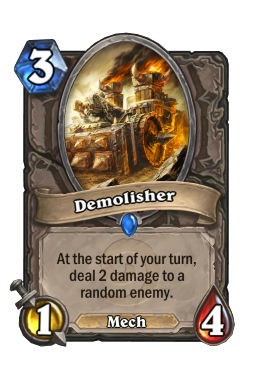 3
Demolisher
At the start of your turn,
deal 2 damage to a
random enemy.
1
Mech
4